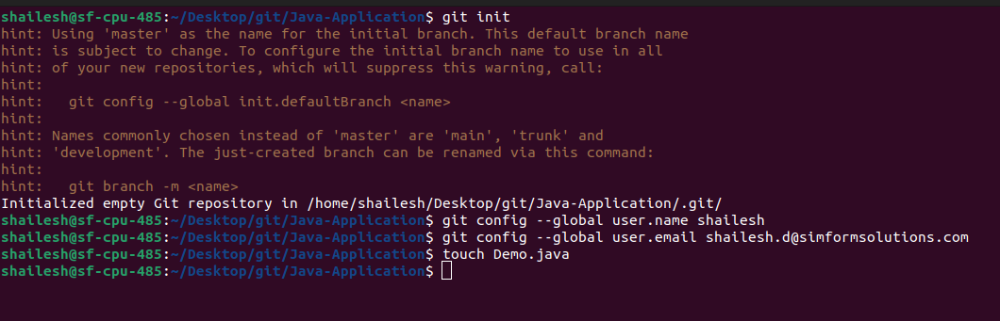 shailesh@sf-cpu-485:~/Desktop/git/Java-Application$ git init
hint: Using 'master' as the name for the initial branch. This default branch name
hint: is subject to change. To configure the initial branch name to use in all
hint: of your new repositories, which will suppress this warning, call:
hint:
hint:   git config --global init.defaultBranch <name>
hint:
hint: Names commonly chosen instead of 'master' are 'main', 'trunk' and
hint: 'development'. The just-created branch can be renamed via this command:
hint:
hint:   git branch -m <name>
Initialized empty Git repository in /home/shailesh/Desktop/git/Java-Application/.git/
shailesh@sf-cpu-485:~/Desktop/git/Java-Application$ git config --global user.name shailesh
shailesh@sf-cpu-485:~/Desktop/git/Java-Application$ git config --global user.email shailesh.d@simformsolutions.com
shailesh@sf-cpu-485:~/Desktop/git/Java-Application$ touch Demo.java
shailesh@sf-cpu-485:~/Desktop/git/Java-Application$